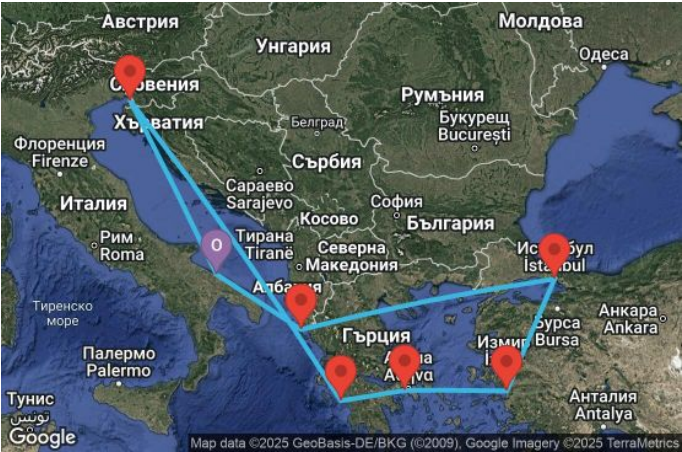 Австрия
Молдова
Унгария
Одеса
Словения
Румъния
Хърватия
Белград
Букурещ
București
Флоренция
Firenze
Сърбия
Сараево
Sarajevo
Италия
София
Косово
България
Рим
Roma
O
Тирана
Tiranë
Северна
Македония
İstanbul
Тиренско
море
Гърция
Бурса
Bursa
Анкара
Ankara
Палермо
Palermo
Измир
Тунис
تونس
Анталия
Antalya
Google
Map data ©2025 GeoBasis-DE/BKG (©2009), Google Imagery ©2025 TerraMetrics